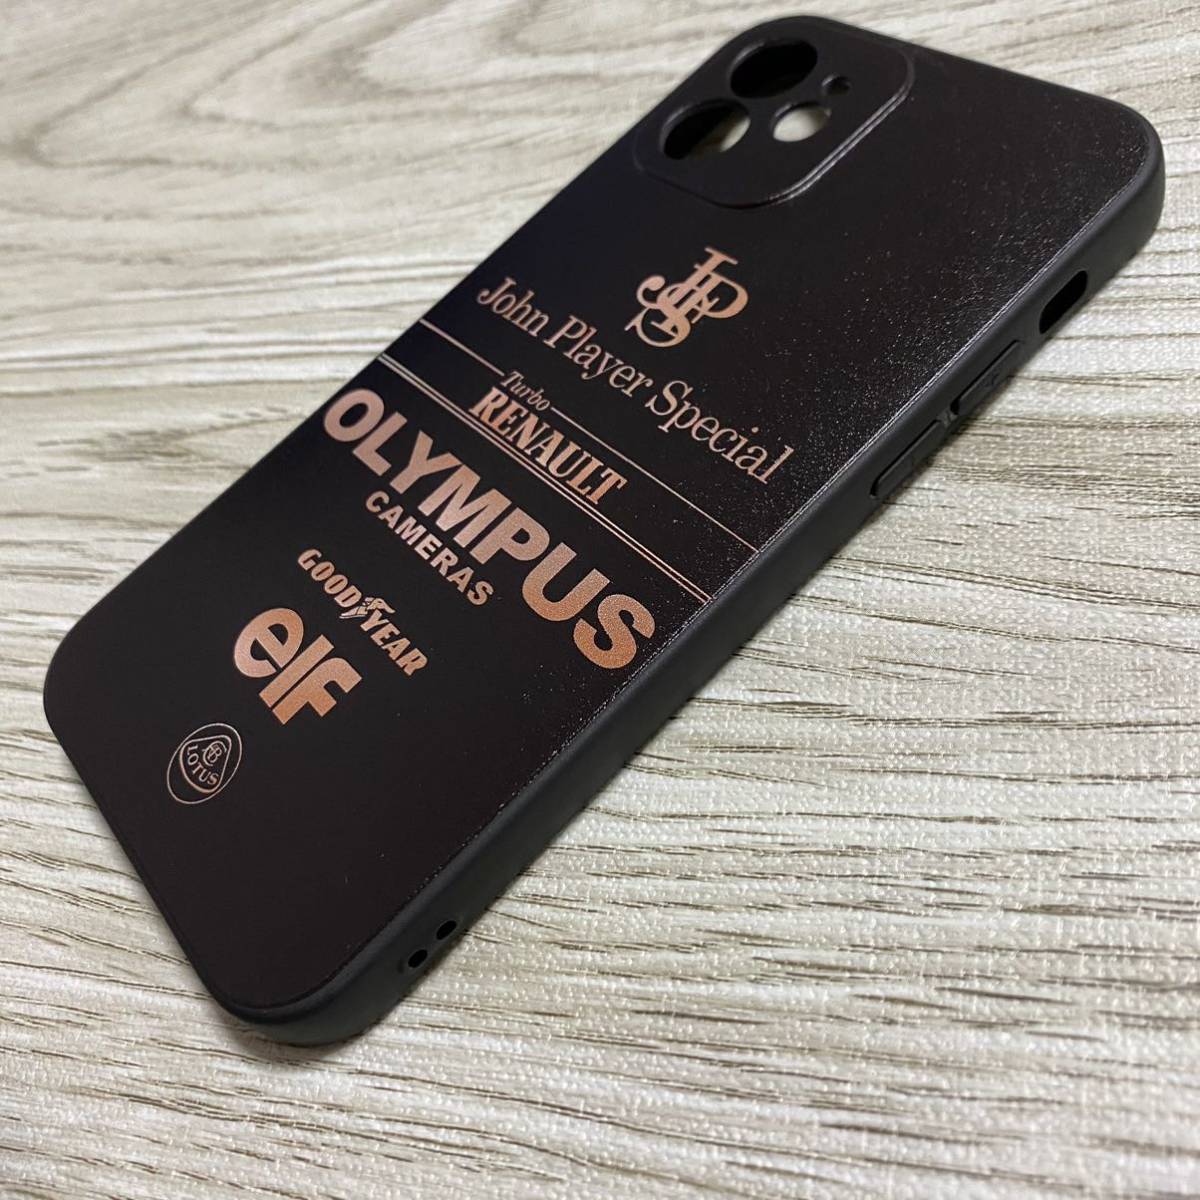 JPS
John Player Special
Turbo
RENAULT
OLYMPUS
CAMERAS
GOODYEAR
elf
LOTUS